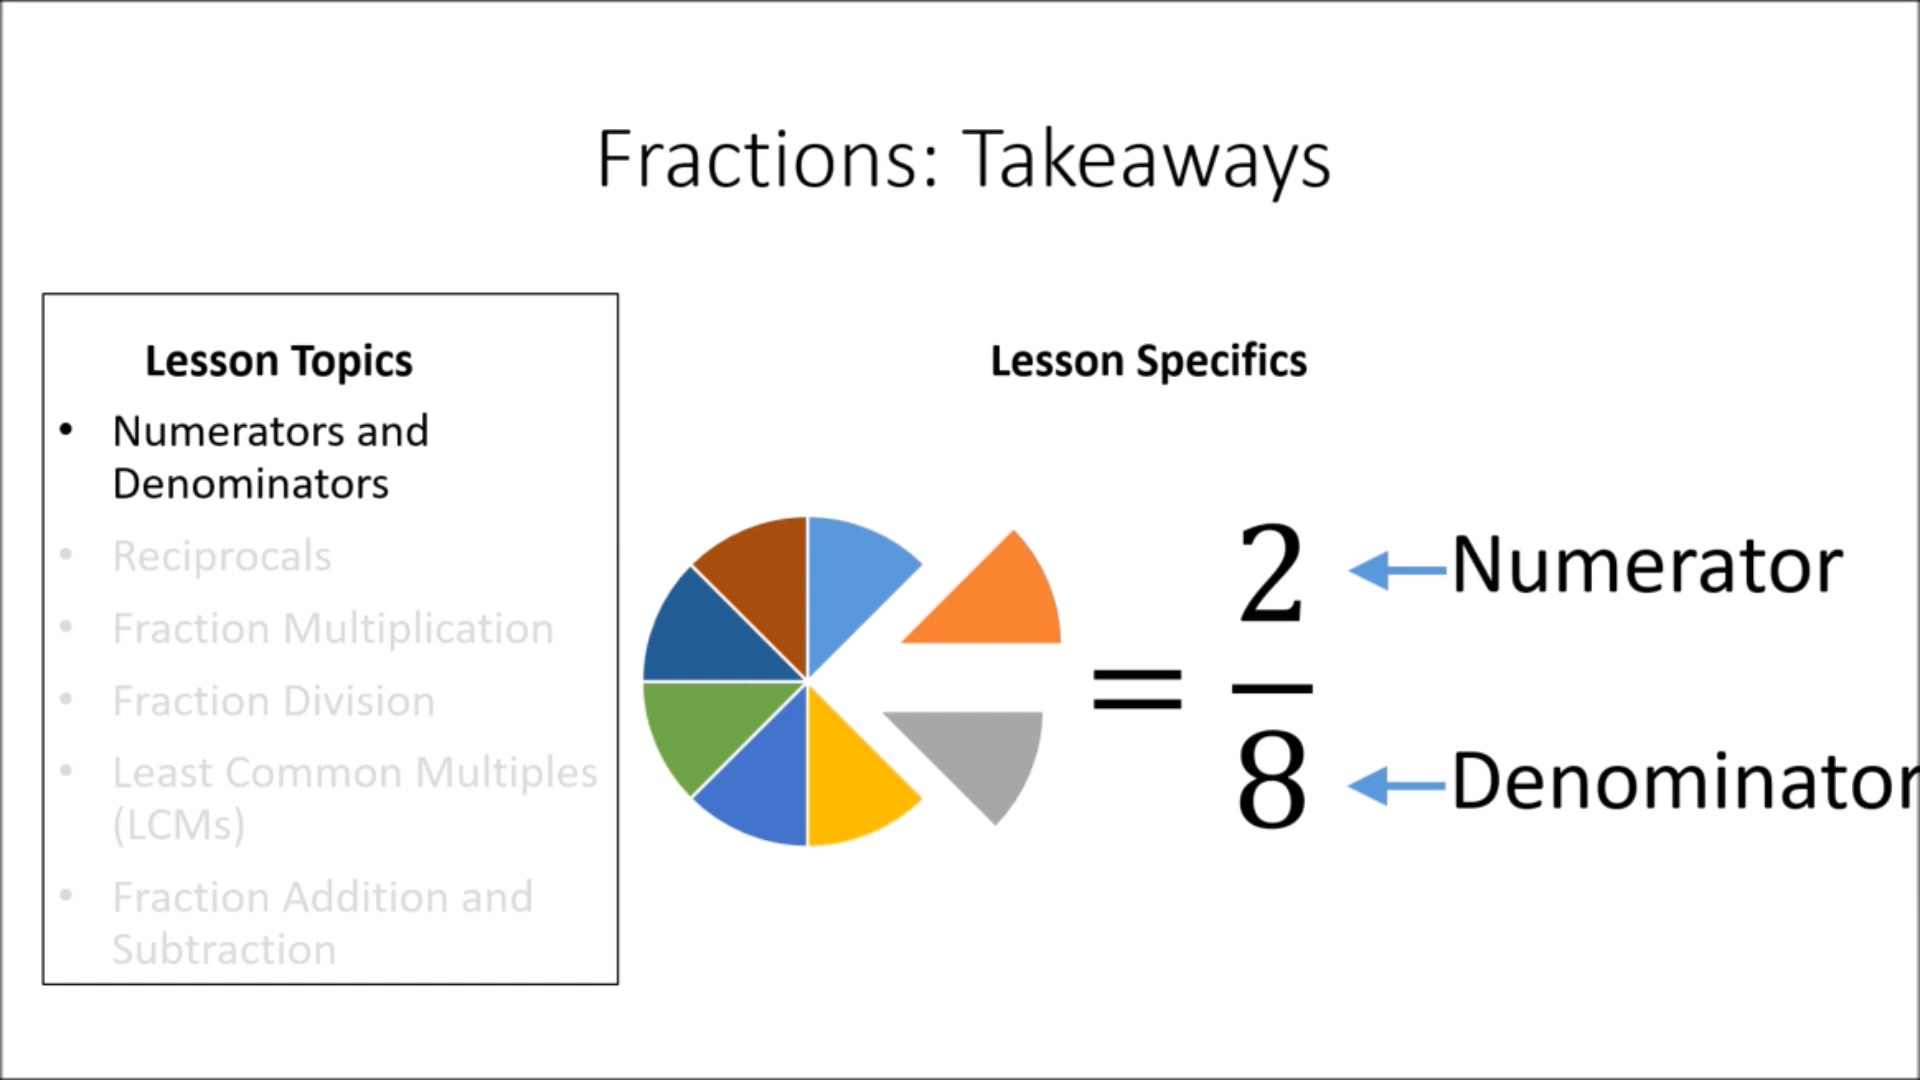 Fractions: Takeaways
Lesson Topics
• Numerators and
Denominators
• Reciprocals
• Fraction Multiplication
• Fraction Division
• Least Common Multiples
(LCMs)
• Fraction Addition and
Subtraction
Lesson Specifics
2 Numerator
=
8 Denominator